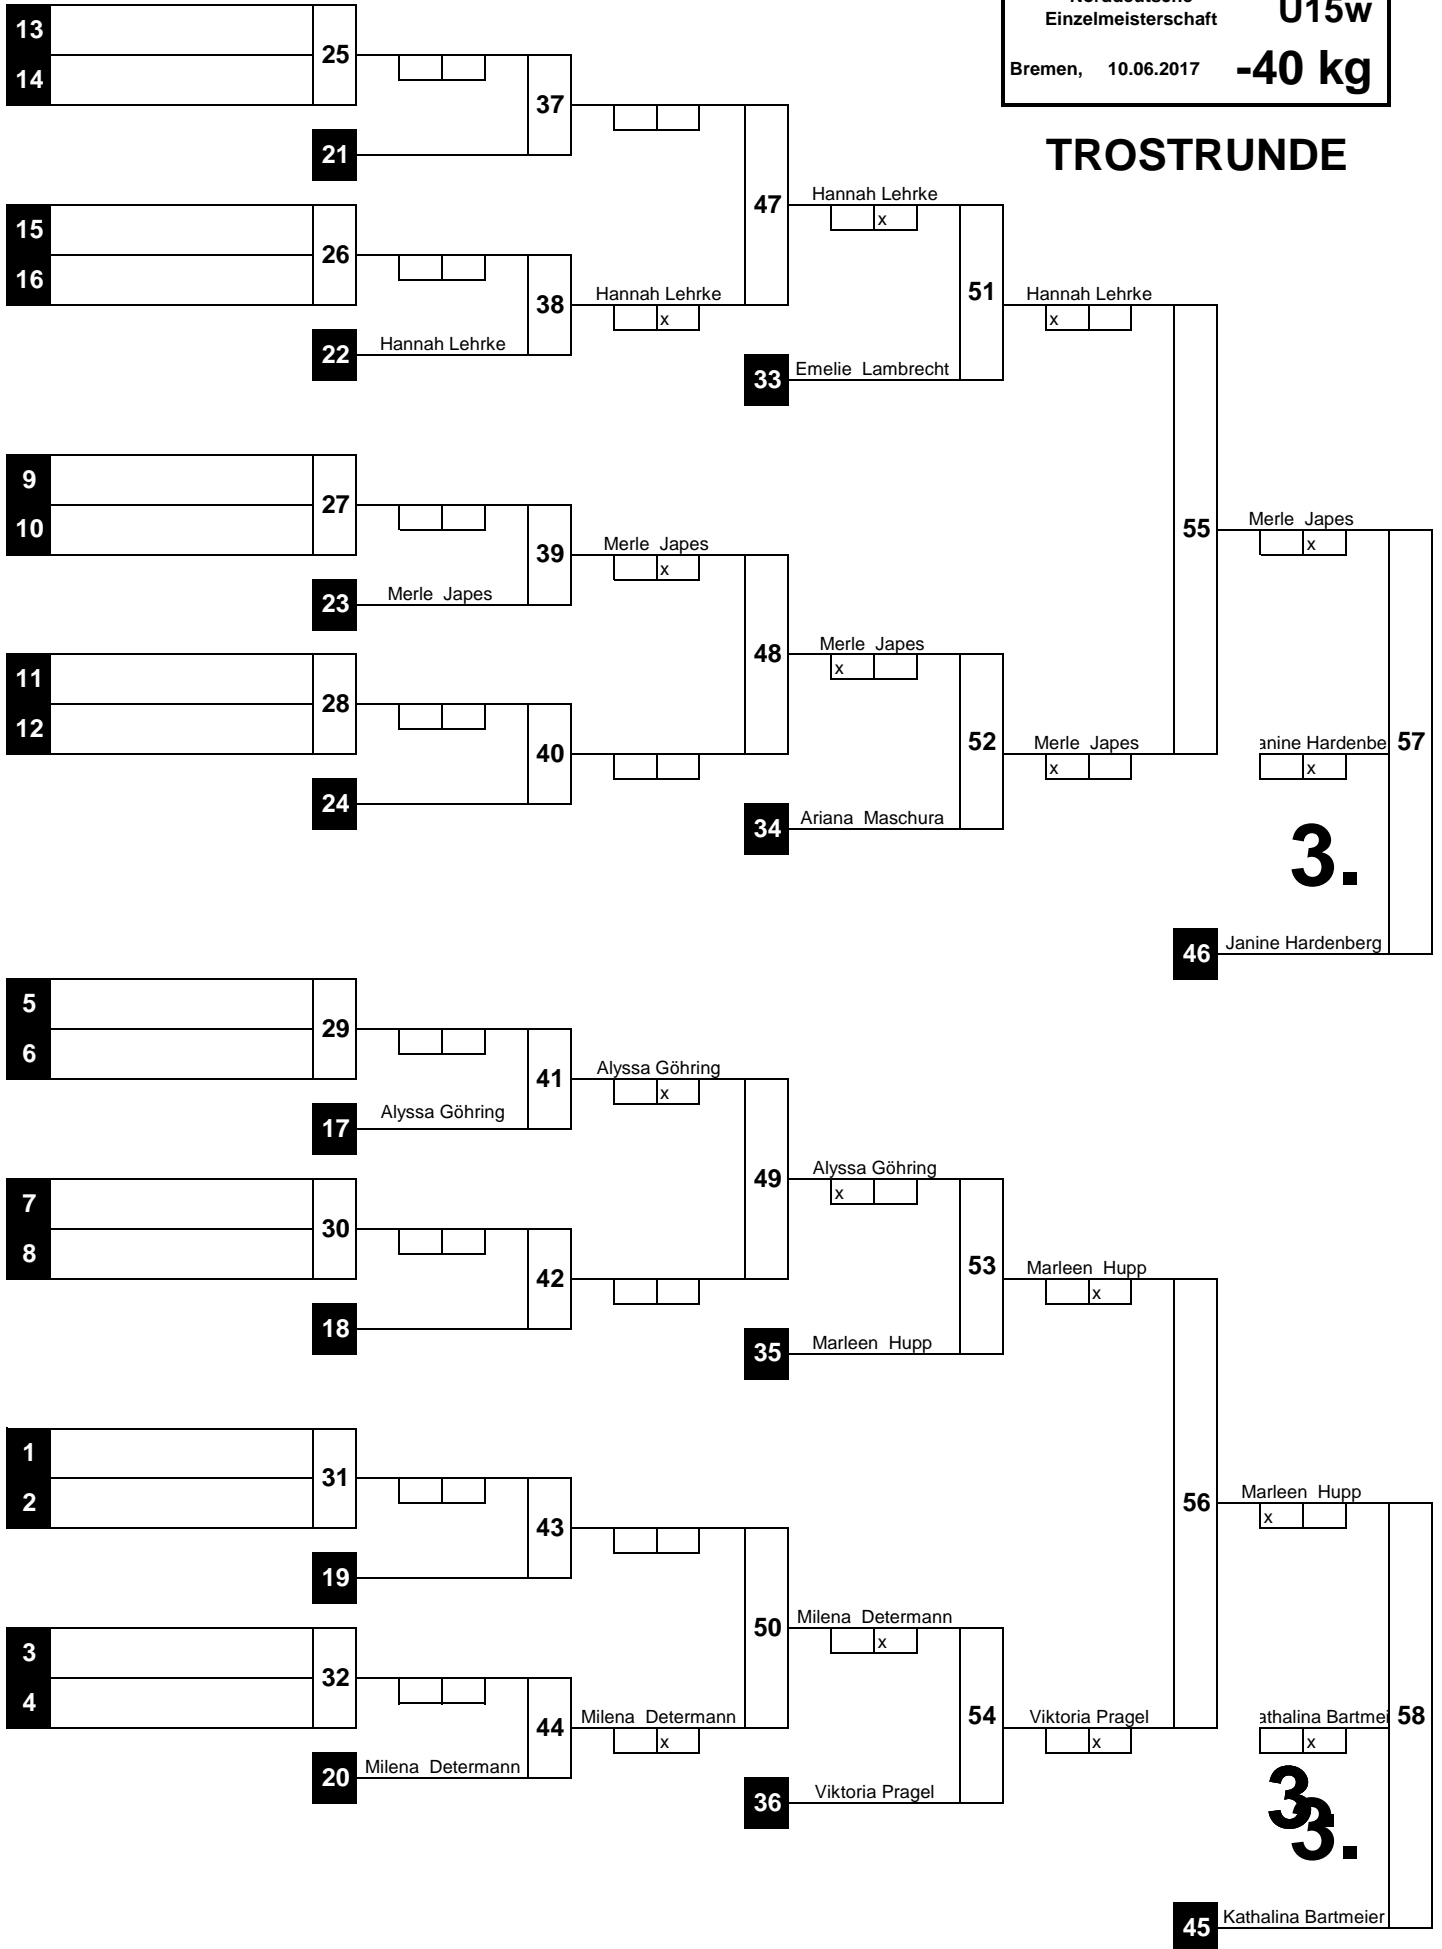 Norddeutsche
Einzelmeisterschaft
U15w
Bremen, 10.06.2017
-40 kg
TROSTRUNDE
13
14
25
37
21
47
Hannah Lehrke
x
15
16
26
38
Hannah Lehrke
x
51
Hannah Lehrke
x
22
Hannah Lehrke
33
Emelie Lambrecht
9
10
27
39
Merle Japes
x
55
Merle Japes
x
23
Merle Japes
11
12
28
48
Merle Japes
x
40
52
Merle Japes
x
anine Hardenbe
x
57
24
34
Ariana Maschura
3.
46
Janine Hardenberg
5
6
29
41
Alyssa Göhring
x
17
Alyssa Göhring
7
8
30
49
Alyssa Göhring
x
42
53
Marleen Hupp
x
18
35
Marleen Hupp
1
2
31
43
56
Marleen Hupp
x
19
3
4
32
50
Milena Determann
x
44
Milena Determann
x
54
Viktoria Pragel
x
athalina Bartmei
x
58
20
Milena Determann
36
Viktoria Pragel
3.
3.
45
Kathalina Bartmeier